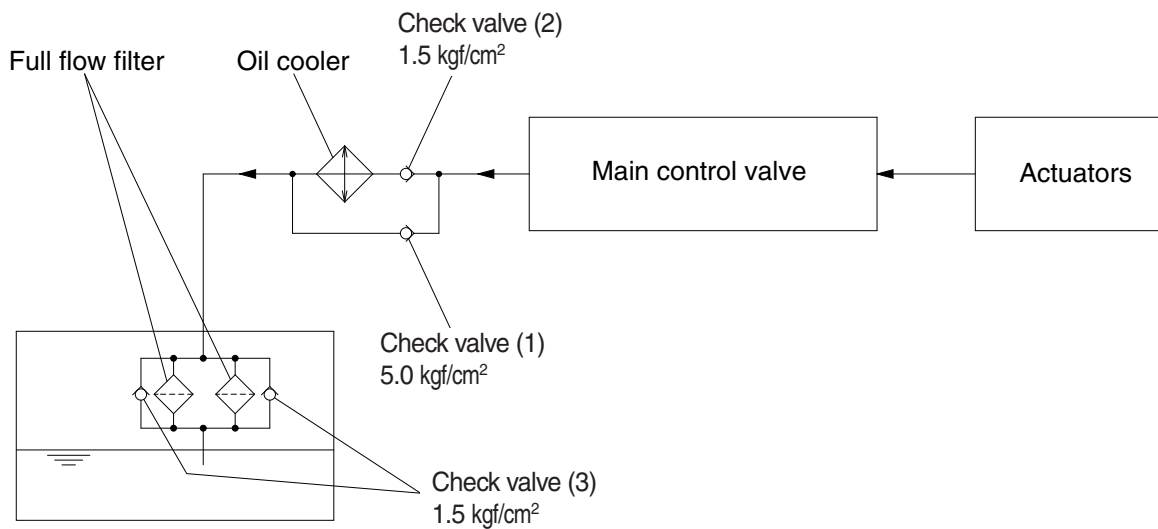 Check valve (2)
1.5 kgf/cm²
Full flow filter
Oil cooler
Main control valve
Actuators
Check valve (1)
5.0 kgf/cm²
Check valve (3)
1.5 kgf/cm²